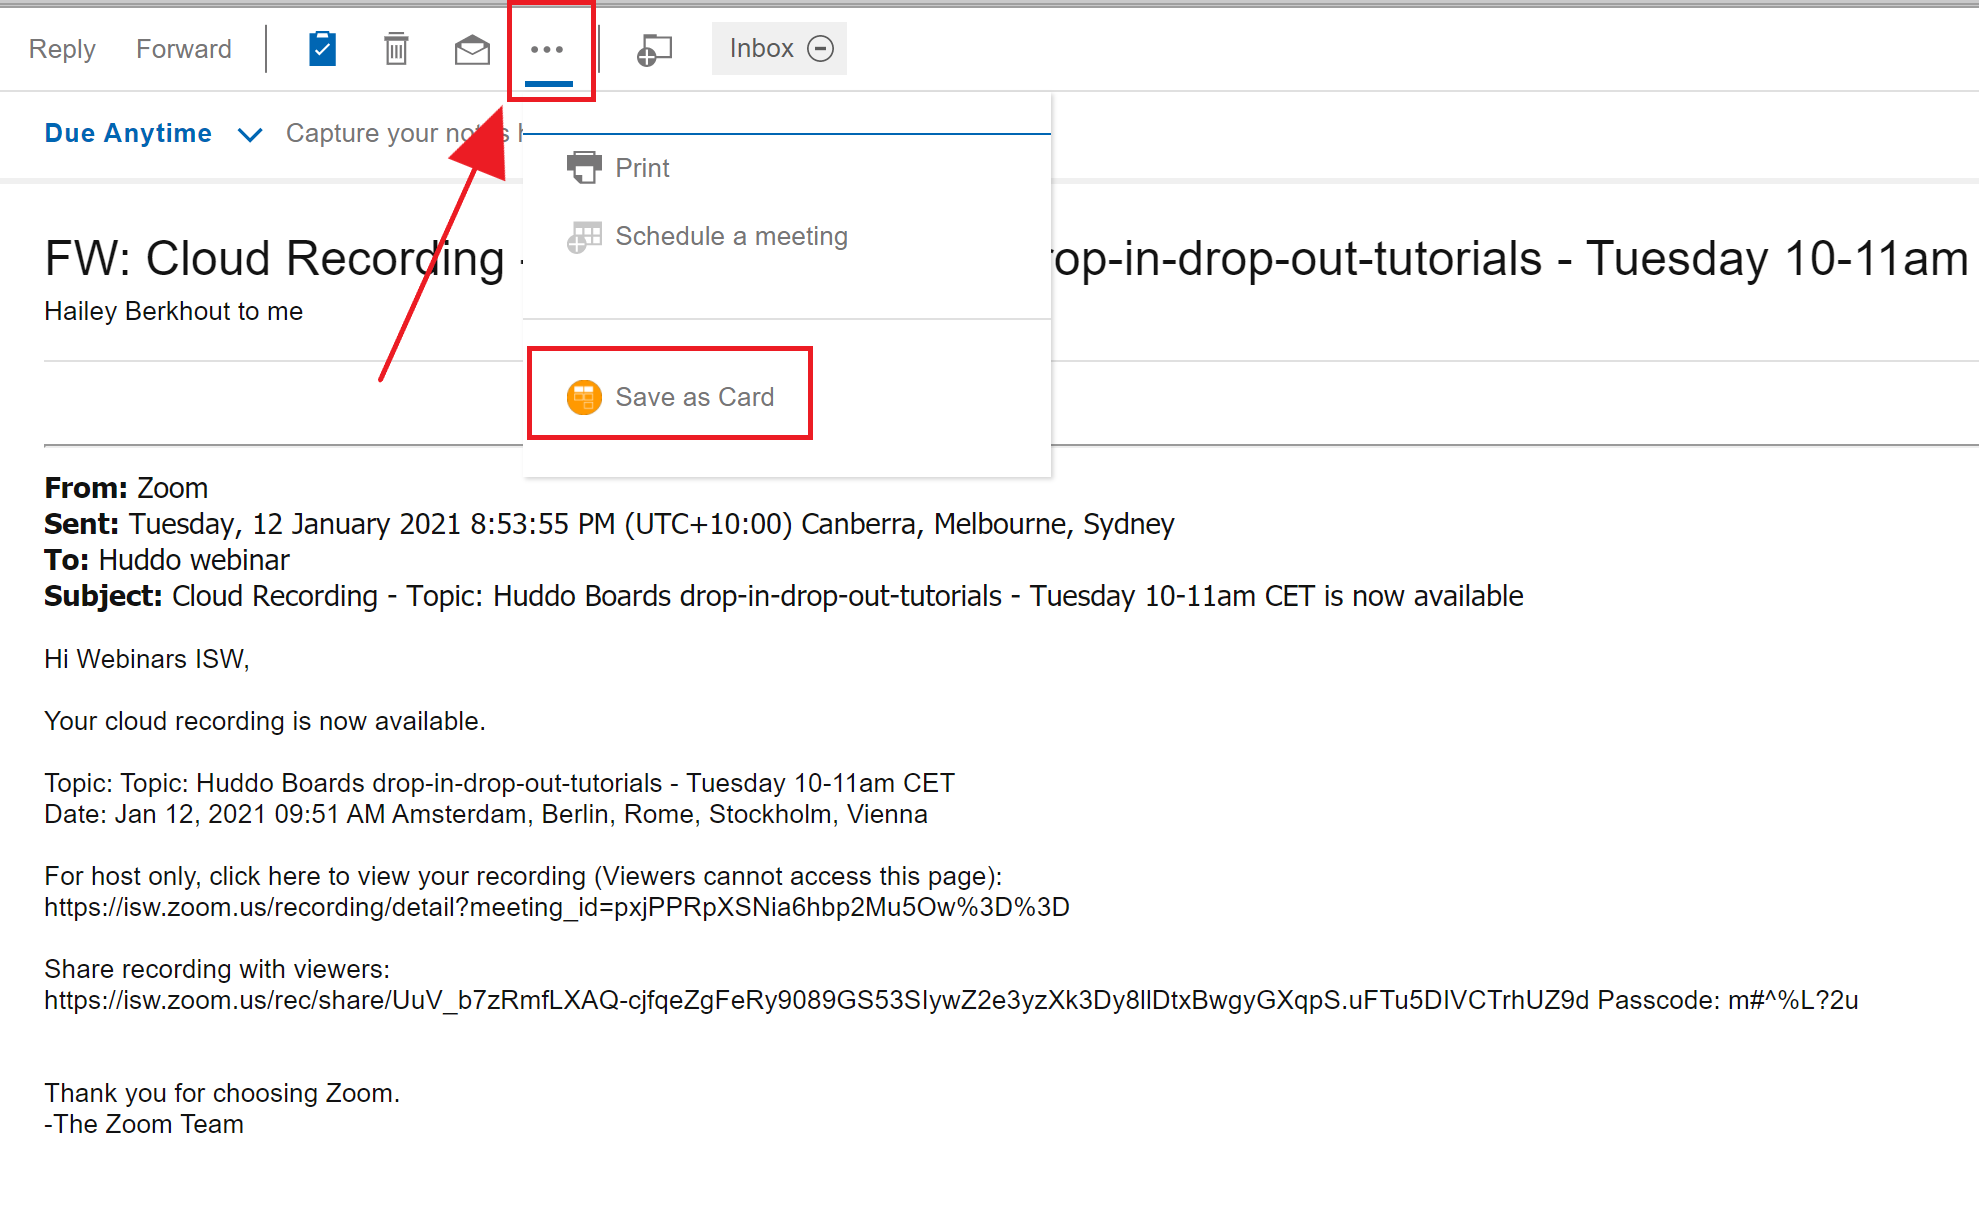 Reply Forward Inbox
Due Anytime Capture your notes h
Print
Schedule a meeting
FW: Cloud Recording - rop-in-drop-out-tutorials - Tuesday 10-11am
Hailey Berkhout to me
Save as Card
From: Zoom
Sent: Tuesday, 12 January 2021 8:53:55 PM (UTC+10:00) Canberra, Melbourne, Sydney
To: Huddo webinar
Subject: Cloud Recording - Topic: Huddo Boards drop-in-drop-out-tutorials - Tuesday 10-11am CET is now available
Hi Webinars ISW,
Your cloud recording is now available.
Topic: Topic: Huddo Boards drop-in-drop-out-tutorials - Tuesday 10-11am CET
Date: Jan 12, 2021 09:51 AM Amsterdam, Berlin, Rome, Stockholm, Vienna
For host only, click here to view your recording (Viewers cannot access this page):
https://isw.zoom.us/recording/detail?meeting_id=pxjPPRpXSNia6hbp2Mu5Ow%3D%3D
Share recording with viewers:
https://isw.zoom.us/rec/share/UuV_b7zRmfLXAQ-cjfqeZgFeRy9089GS53SIywZ2e3yzXk3Dy8llDtxBwgyGXqpS.uFTu5DIVCTrhUZ9d Passcode: m#^%L?2u
Thank you for choosing Zoom.
-The Zoom Team